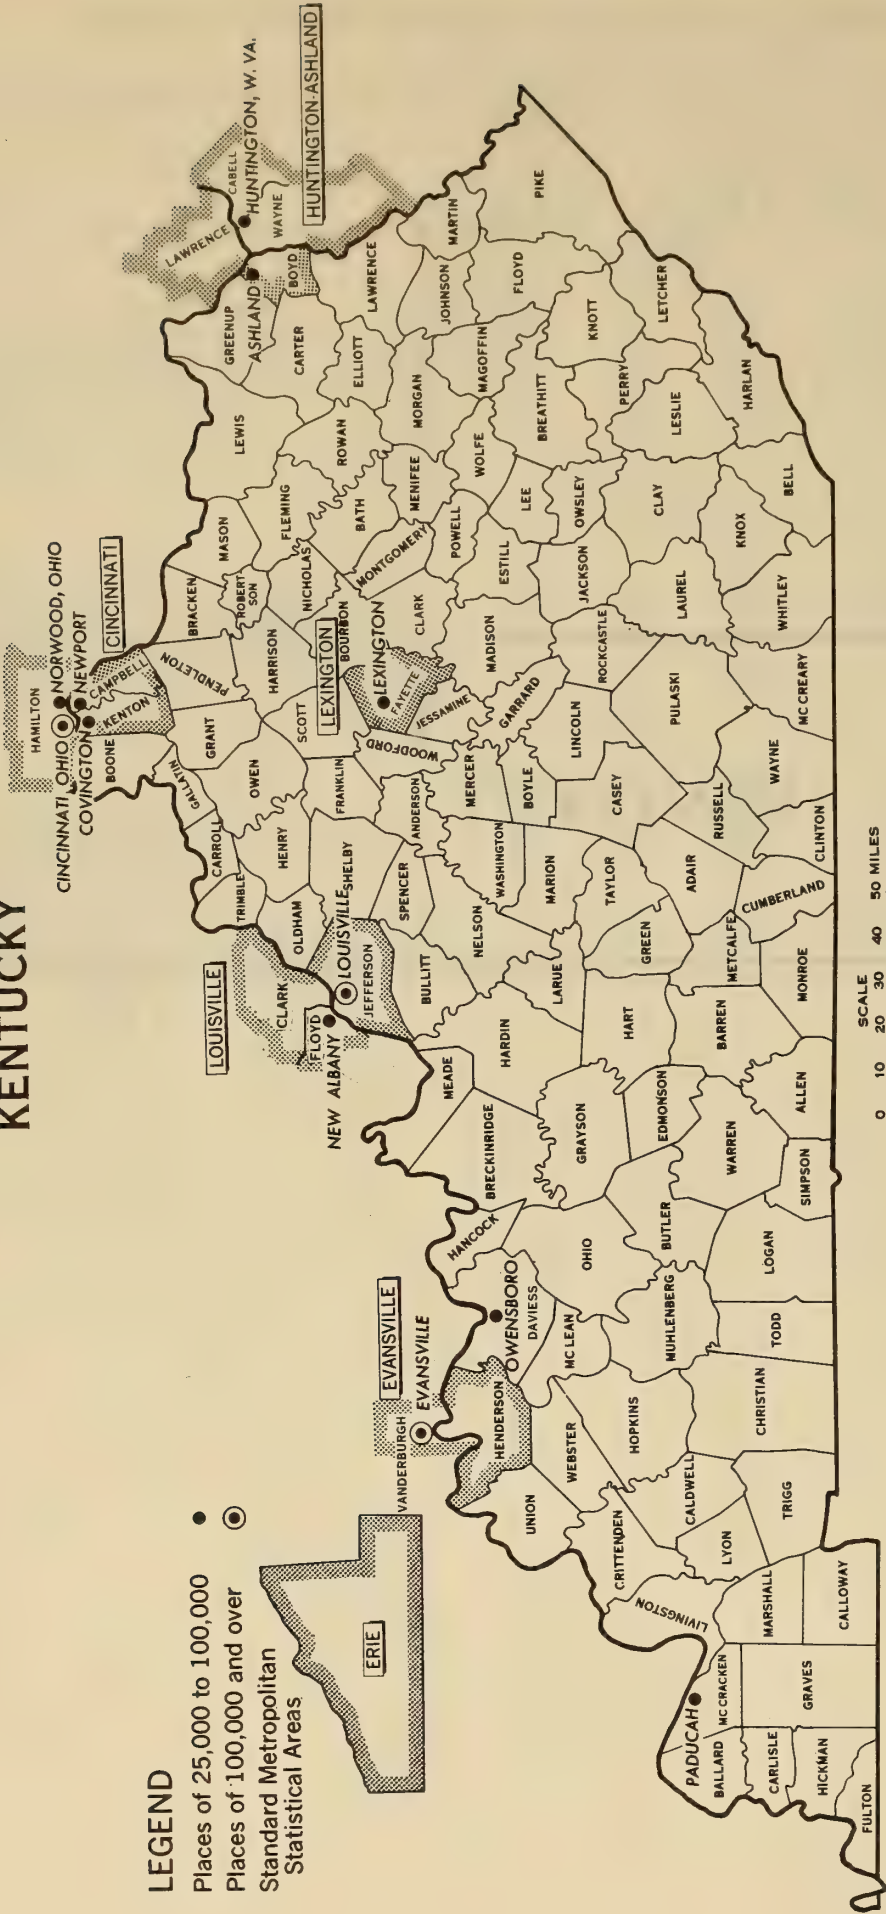 KENTUCKY
LEGEND
Places of 25,000 to 100,000
Places of 100,000 and over
Standard Metropolitan
Statistical Areas
ERIE
HAMILTON
CINCINNATI, OHIO
NORWOOD, OHIO
NEWPORT
COVINGTON
CINCINNATI
BOONE
KENTON
CAMPBELL
PENDLETON
GALLATIN
GRANT
BRACKEN
MASON
ROBERT-
SON
LEWIS
GREENUP
LAWRENCE
CABELL
HUNTINGTON, W. VA.
WAYNE
HUNTINGTON-ASHLAND
ASHLAND
BOYD
CARTER
LAWRENCE
ELLIOTT
ROWAN
FLEMING
NICHOLAS
HARRISON
SCOTT
OWEN
CARROLL
TRIMBLE
HENRY
OLDHAM
SHELBY
FRANKLIN
LOUISVILLE
CLARK
LOUISVILLE
FLOYD
NEW ALBANY
JEFFERSON
LEXINGTON
BOURBON
LEXINGTON
FAYETTE
WOODFORD
JESSAMINE
CLARK
MONTGOMERY
BATH
MENIFEE
MORGAN
JOHNSON
MARTIN
MAGOFFIN
FLOYD
PIKE
WOLFE
POWELL
ESTILL
LEE
BREATHITT
KNOTT
LETCHER
PERRY
LESLIE
HARLAN
OWSLEY
CLAY
JACKSON
MADISON
GARRARD
ROCKCASTLE
LAUREL
KNOX
BELL
WHITLEY
MC CREARY
PULASKI
LINCOLN
BOYLE
MERCER
ANDERSON
SPENCER
BULLITT
NELSON
WASHINGTON
MARION
CASEY
TAYLOR
ADAIR
RUSSELL
WAYNE
CLINTON
CUMBERLAND
GREEN
METCALFE
MONROE
BARREN
HART
LARUE
HARDIN
MEADE
BRECKINRIDGE
GRAYSON
EDMONSON
WARREN
ALLEN
SIMPSON
BUTLER
LOGAN
OHIO
HANCOCK
OWENSBORO
DAVIESS
MC LEAN
MUHLENBERG
TODD
EVANSVILLE
EVANSVILLE
VANDERBURGH
HENDERSON
WEBSTER
HOPKINS
CHRISTIAN
UNION
CRITTENDEN
CALDWELL
LYON
TRIGG
LIVINGSTON
MARSHALL
CALLOWAY
PADUCAH
MC CRACKEN
BALLARD
GRAVES
CARLISLE
HICKMAN
FULTON
SCALE
0 10 20 30 40 50 MILES